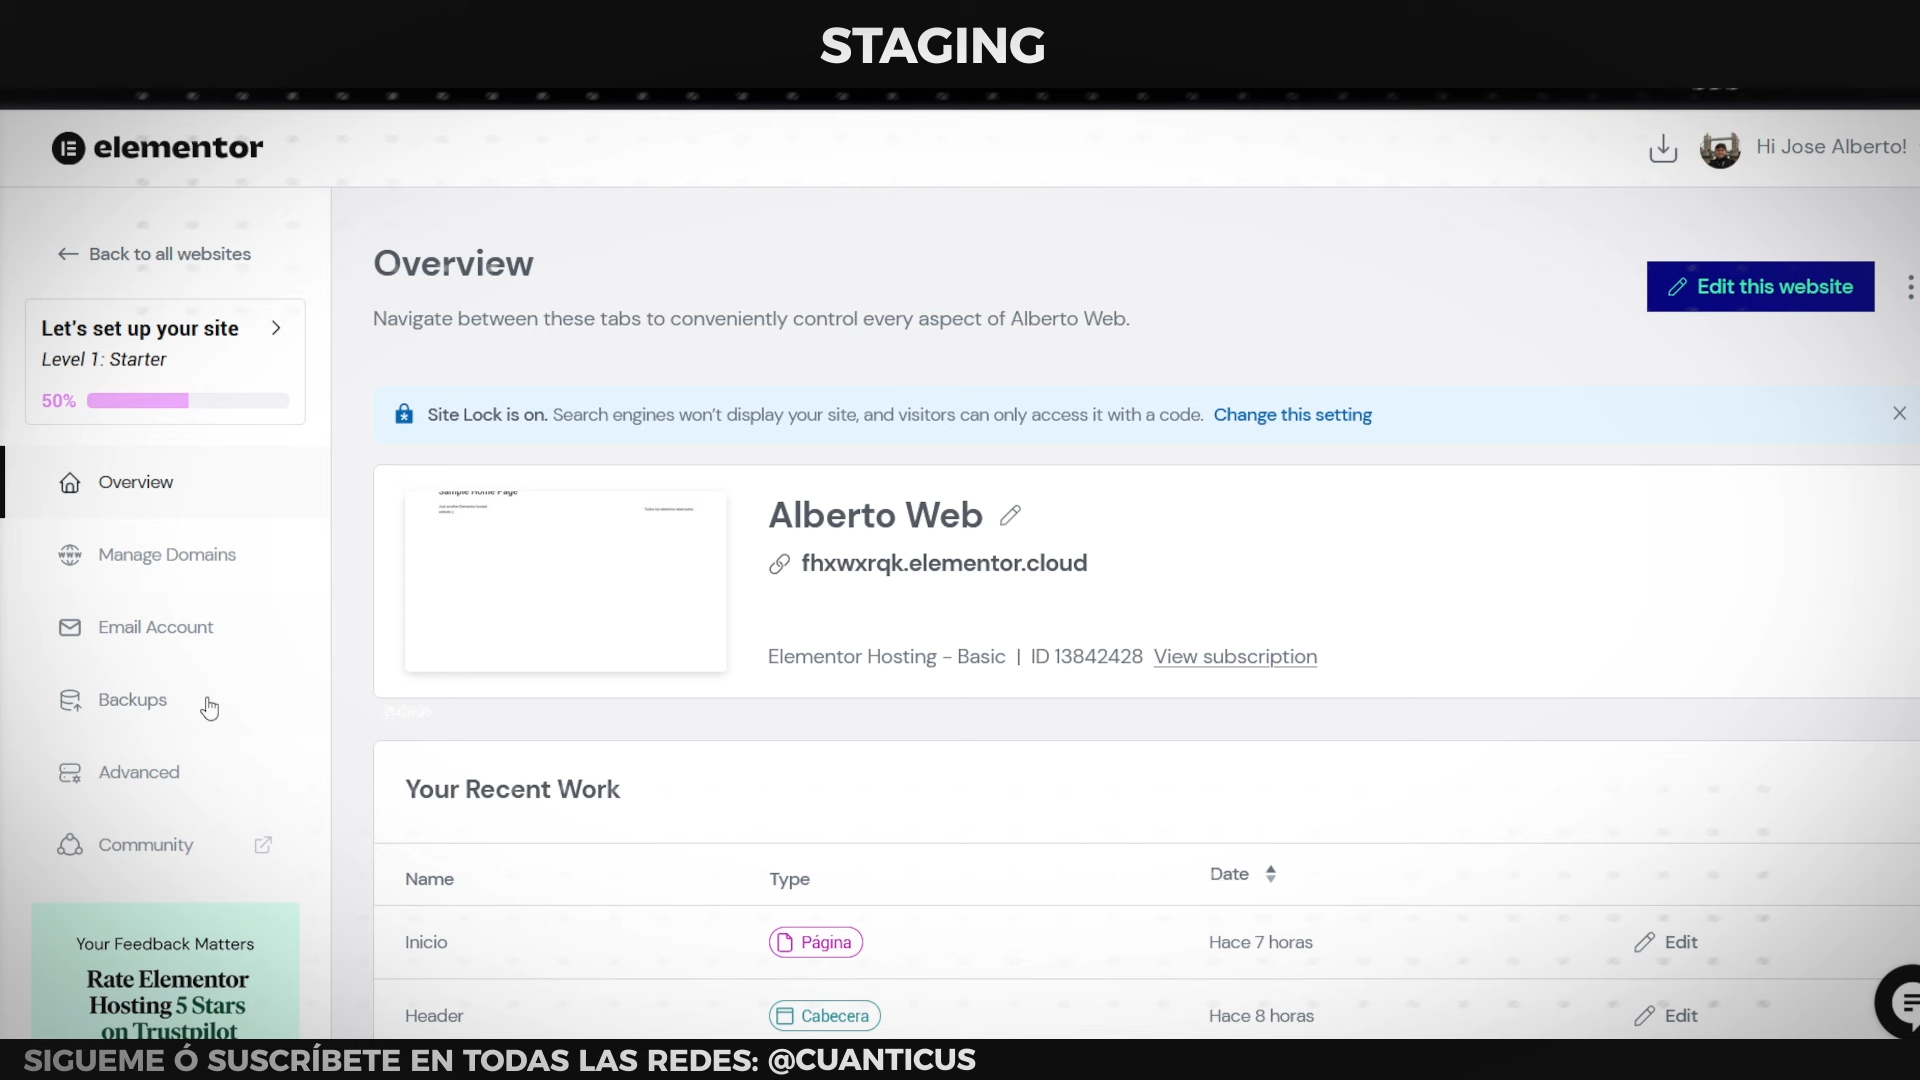 STAGING
elementor
Hi Jose Alberto!
Back to all websites
Let's set up your site
Level 1: Starter
50%
Overview
Manage Domains
Email Account
Backups
Advanced
Community
Your Feedback Matters
Rate Elementor
Hosting 5 Stars
on Trustpilot
Overview
Navigate between these tabs to conveniently control every aspect of Alberto Web.
Edit this website
Site Lock is on. Search engines won't display your site, and visitors can only access it with a code. Change this setting
Sample Home Page
Alberto Web
fhxwxrqk.elementor.cloud
Elementor Hosting - Basic | ID 13842428 View subscription
Your Recent Work
Name Type Date
Inicio Página Hace 7 horas Edit
Header Cabecera Hace 8 horas Edit
SIGUEME Ó SUSCRÍBETE EN TODAS LAS REDES: @CUANTICUS